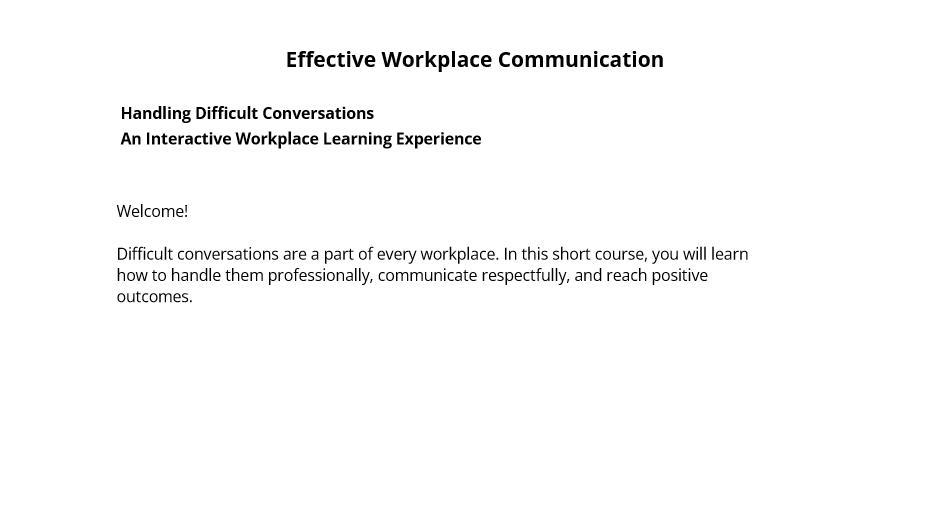 Effective Workplace Communication
Handling Difficult Conversations
An Interactive Workplace Learning Experience
Welcome!
Difficult conversations are a part of every workplace. In this short course, you will learn
how to handle them professionally, communicate respectfully, and reach positive
outcomes.